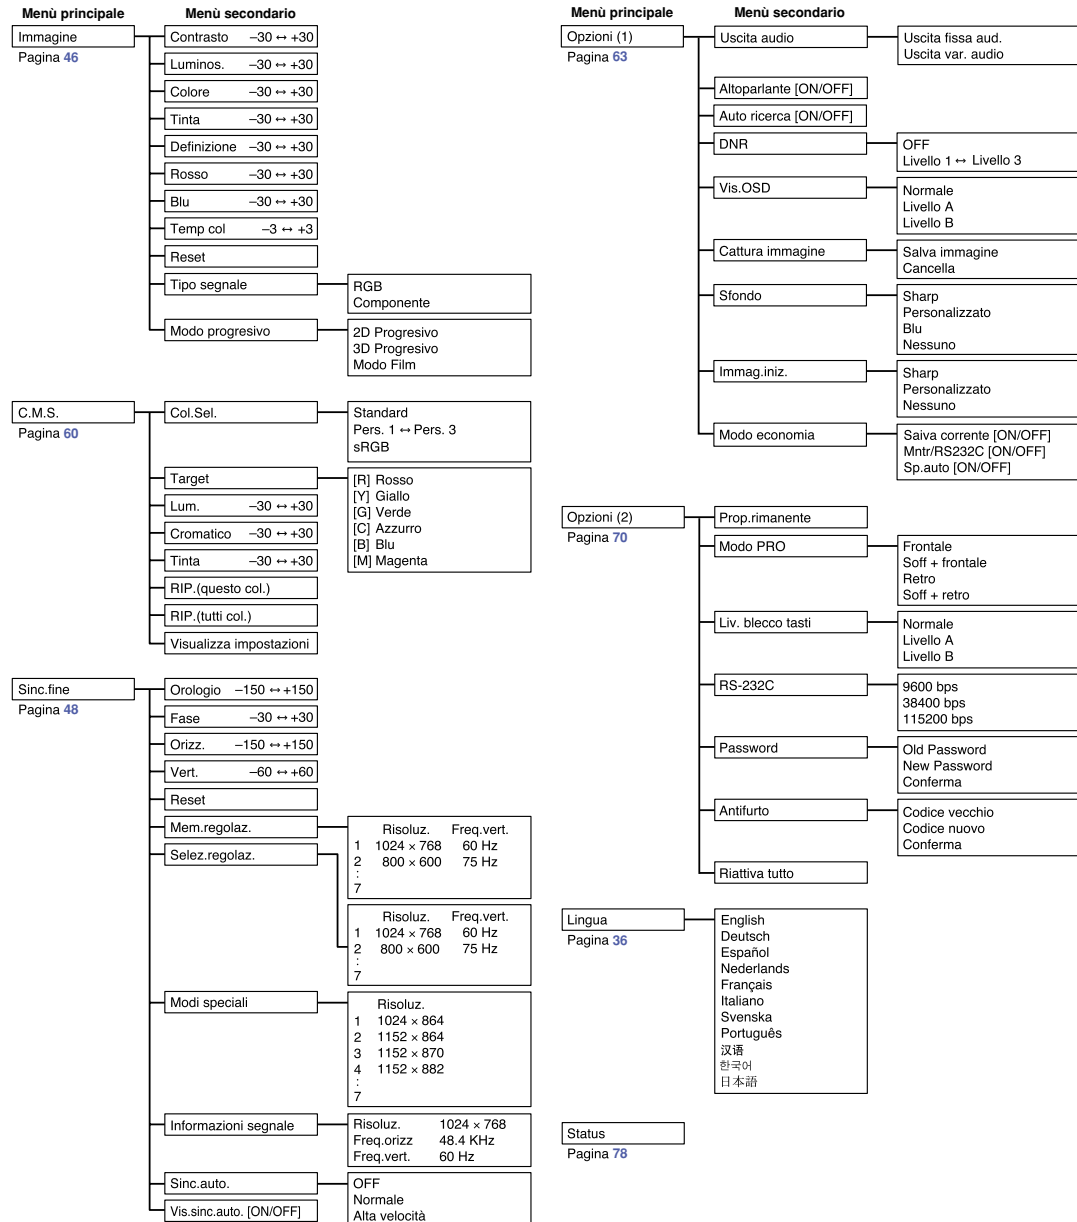 Menù principale Menù secondario
Immagine
Pagina 46
Contrasto –30 ↔ +30
Luminos. –30 ↔ +30
Colore –30 ↔ +30
Tinta –30 ↔ +30
Definizione –30 ↔ +30
Rosso –30 ↔ +30
Blu –30 ↔ +30
Temp col –3 ↔ +3
Reset
Tipo segnale
RGB
Componente
Modo progresivo
2D Progresivo
3D Progresivo
Modo Film
C.M.S.
Pagina 60
Col.Sel.
Standard
Pers. 1 ↔ Pers. 3
sRGB
Target
[R] Rosso
[Y] Giallo
[G] Verde
[C] Azzurro
[B] Blu
[M] Magenta
Lum. –30 ↔ +30
Cromatico –30 ↔ +30
Tinta –30 ↔ +30
RIP.(questo col.)
RIP.(tutti col.)
Visualizza impostazioni
Sinc.fine
Pagina 48
Orologio –150 ↔ +150
Fase –30 ↔ +30
Orizz. –150 ↔ +150
Vert. –60 ↔ +60
Reset
Mem.regolaz.
Risoluz. Freq.vert.
1 1024 × 768 60 Hz
2 800 × 600 75 Hz
:
7
Selez.regolaz.
Risoluz. Freq.vert.
1 1024 × 768 60 Hz
2 800 × 600 75 Hz
:
7
Modi speciali
Risoluz.
1 1024 × 864
2 1152 × 864
3 1152 × 870
4 1152 × 882
:
7
Informazioni segnale
Risoluz. 1024 × 768
Freq.orizz 48.4 KHz
Freq.vert. 60 Hz
Sinc.auto.
OFF
Normale
Alta velocità
Vis.sinc.auto. [ON/OFF]
Menù principale Menù secondario
Opzioni (1)
Pagina 63
Uscita audio
Uscita fissa aud.
Uscita var. audio
Altoparlante [ON/OFF]
Auto ricerca [ON/OFF]
DNR
OFF
Livello 1 ↔ Livello 3
Vis.OSD
Normale
Livello A
Livello B
Cattura immagine
Salva immagine
Cancella
Sfondo
Sharp
Personalizzato
Blu
Nessuno
Immag.iniz.
Sharp
Personalizzato
Nessuno
Modo economia
Saiva corrente [ON/OFF]
Mntr/RS232C [ON/OFF]
Sp.auto [ON/OFF]
Opzioni (2)
Pagina 70
Prop.rimanente
Modo PRO
Frontale
Soff + frontale
Retro
Soff + retro
Liv. blecco tasti
Normale
Livello A
Livello B
RS-232C
9600 bps
38400 bps
115200 bps
Password
Old Password
New Password
Conferma
Antifurto
Codice vecchio
Codice nuovo
Conferma
Riattiva tutto
Lingua
Pagina 36
English
Deutsch
Español
Nederlands
Français
Italiano
Svenska
Português
汉语
한국어
日本語
Status
Pagina 78